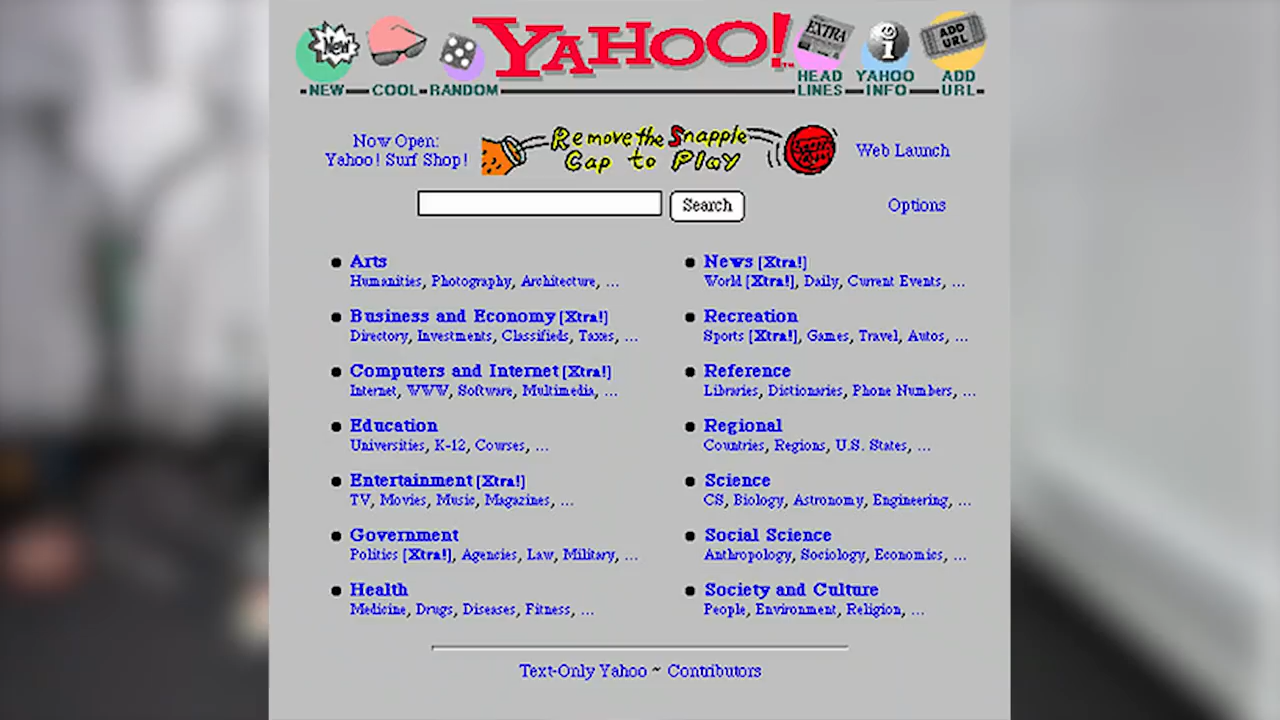 New
EXTRA
i
ADD
URL
YAHOO!
TM
NEW
COOL
RANDOM
HEAD
LINES
YAHOO
INFO
ADD
URL
Now Open:
Yahoo! Surf Shop!
Remove the Snapple
Cap to Play
Web Launch
Search
Options
Arts
Humanities, Photography, Architecture, ...
Business and Economy [Xtra!]
Directory, Investments, Classifieds, Taxes, ...
Computers and Internet [Xtra!]
Internet, WWW, Software, Multimedia, ...
Education
Universities, K-12, Courses, ...
Entertainment [Xtra!]
TV, Movies, Music, Magazines, ...
Government
Politics [Xtra!], Agencies, Law, Military, ...
Health
Medicine, Drugs, Diseases, Fitness, ...
News [Xtra!]
World [Xtra!], Daily, Current Events, ...
Recreation
Sports [Xtra!], Games, Travel, Autos, ...
Reference
Libraries, Dictionaries, Phone Numbers, ...
Regional
Countries, Regions, U.S. States, ...
Science
CS, Biology, Astronomy, Engineering, ...
Social Science
Anthropology, Sociology, Economics, ...
Society and Culture
People, Environment, Religion, ...
Text-Only Yahoo ~ Contributors